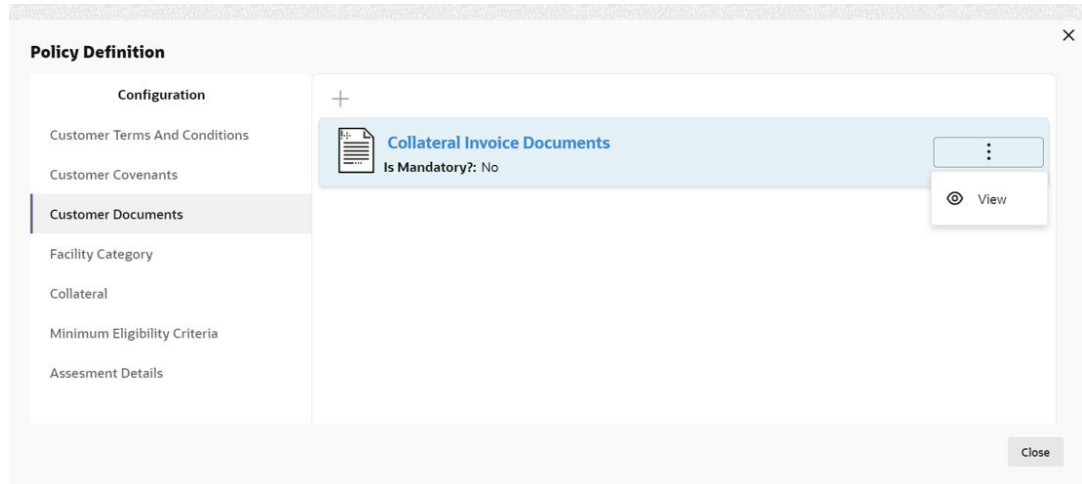 Policy Definition
Configuration
Customer Terms And Conditions
Customer Covenants
Customer Documents
Facility Category
Collateral
Minimum Eligibility Criteria
Assesment Details
Collateral Invoice Documents
Is Mandatory?: No
View
Close